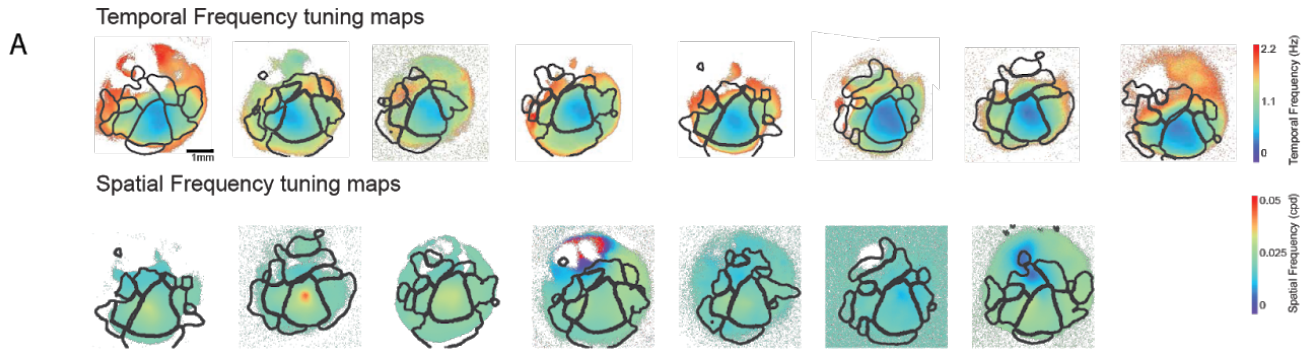 A
Temporal Frequency tuning maps
1mm
2.2
1.1
0
Temporal Frequency (Hz)
Spatial Frequency tuning maps
0.05
0.025
0
Spatial Frequency (cpd)